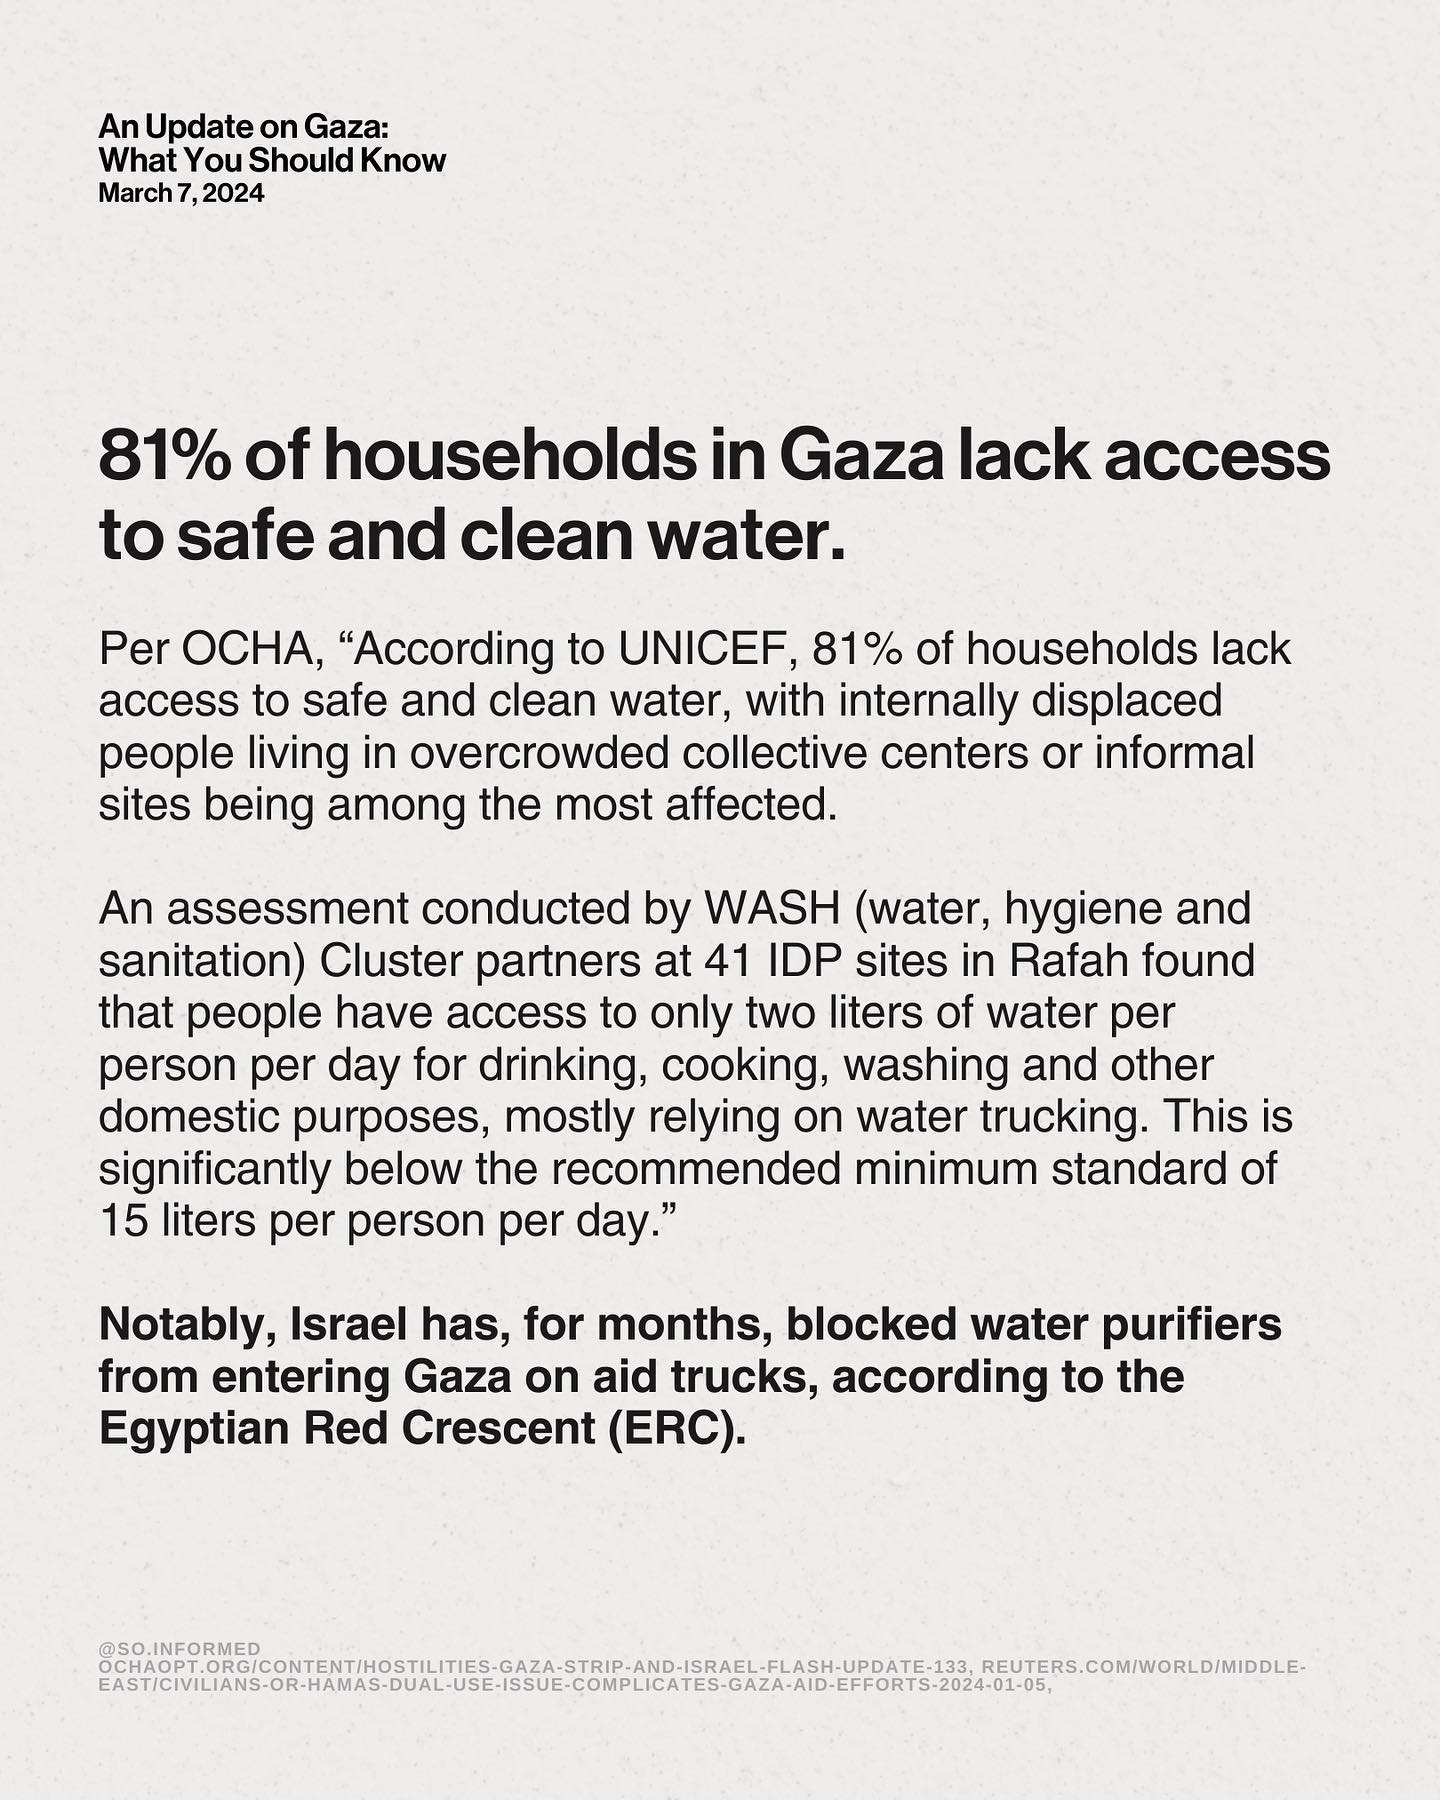 An Update on Gaza:
What You Should Know
March 7, 2024
81% of households in Gaza lack access
to safe and clean water.
Per OCHA, “According to UNICEF, 81% of households lack
access to safe and clean water, with internally displaced
people living in overcrowded collective centers or informal
sites being among the most affected.
An assessment conducted by WASH (water, hygiene and
sanitation) Cluster partners at 41 IDP sites in Rafah found
that people have access to only two liters of water per
person per day for drinking, cooking, washing and other
domestic purposes, mostly relying on water trucking. This is
significantly below the recommended minimum standard of
15 liters per person per day.”
Notably, Israel has, for months, blocked water purifiers
from entering Gaza on aid trucks, according to the
Egyptian Red Crescent (ERC).
@SO.INFORMED
OCHAOPT.ORG/CONTENT/HOSTILITIES-GAZA-STRIP-AND-ISRAEL-FLASH-UPDATE-133, REUTERS.COM/WORLD/MIDDLE-
EAST/CIVILIANS-OR-HAMAS-DUAL-USE-ISSUE-COMPLICATES-GAZA-AID-EFFORTS-2024-01-05,